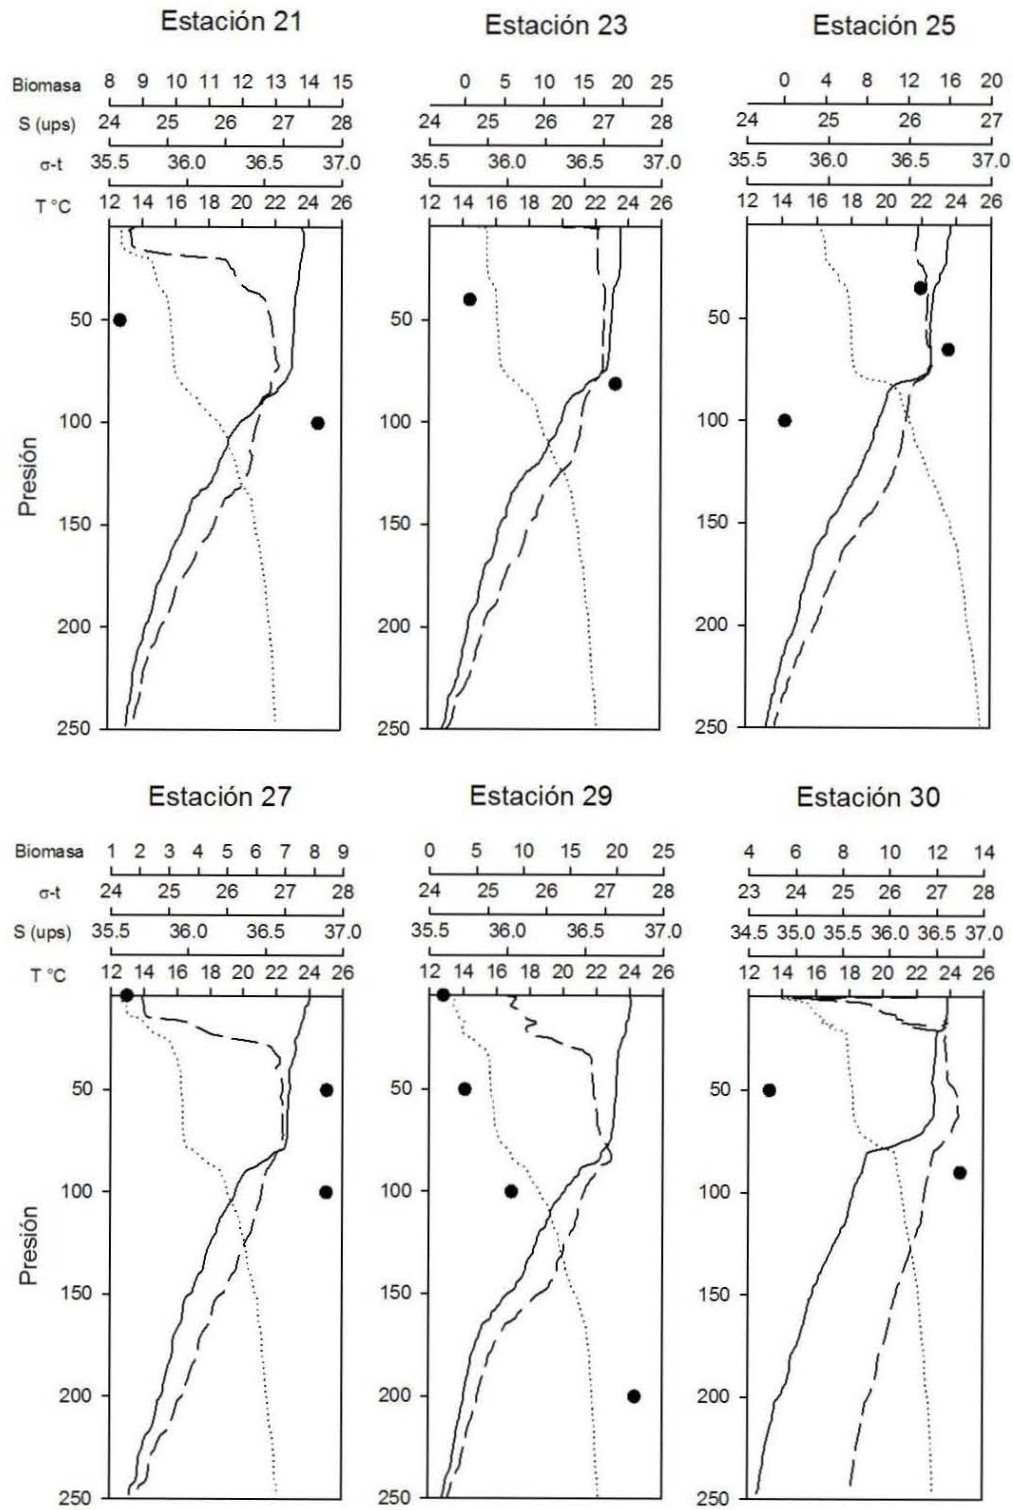 Estación 21
Biomasa 8 9 10 11 12 13 14 15
S (ups) 24 25 26 27 28
σ-t 35.5 36.0 36.5 37.0
T °C 12 14 16 18 20 22 24 26
Presión
50
100
150
200
250
Estación 23
0 5 10 15 20 25
24 25 26 27 28
35.5 36.0 36.5 37.0
12 14 16 18 20 22 24 26
50
100
150
200
250
Estación 25
0 4 8 12 16 20
24 25 26 27
35.5 36.0 36.5 37.0
12 14 16 18 20 22 24 26
50
100
150
200
250
Estación 27
Biomasa 1 2 3 4 5 6 7 8 9
σ-t 24 25 26 27 28
S (ups) 35.5 36.0 36.5 37.0
T °C 12 14 16 18 20 22 24 26
Presión
50
100
150
200
250
Estación 29
0 5 10 15 20 25
24 25 26 27 28
35.5 36.0 36.5 37.0
12 14 16 18 20 22 24 26
50
100
150
200
250
Estación 30
4 6 8 10 12 14
23 24 25 26 27 28
34.5 35.0 35.5 36.0 36.5 37.0
12 14 16 18 20 22 24 26
50
100
150
200
250